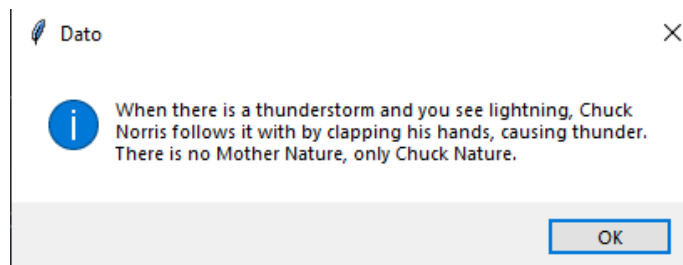 Dato
When there is a thunderstorm and you see lightning, Chuck
Norris follows it with by clapping his hands, causing thunder.
There is no Mother Nature, only Chuck Nature.
OK